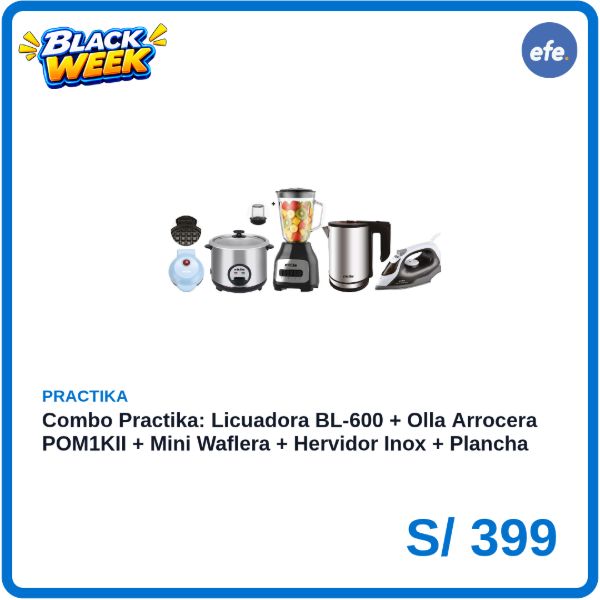 BLACK
WEEK
efe.
+
PRACTIKA
Combo Practika: Licuadora BL-600 + Olla Arrocera
POM1KII + Mini Waflera + Hervidor Inox + Plancha
S/ 399